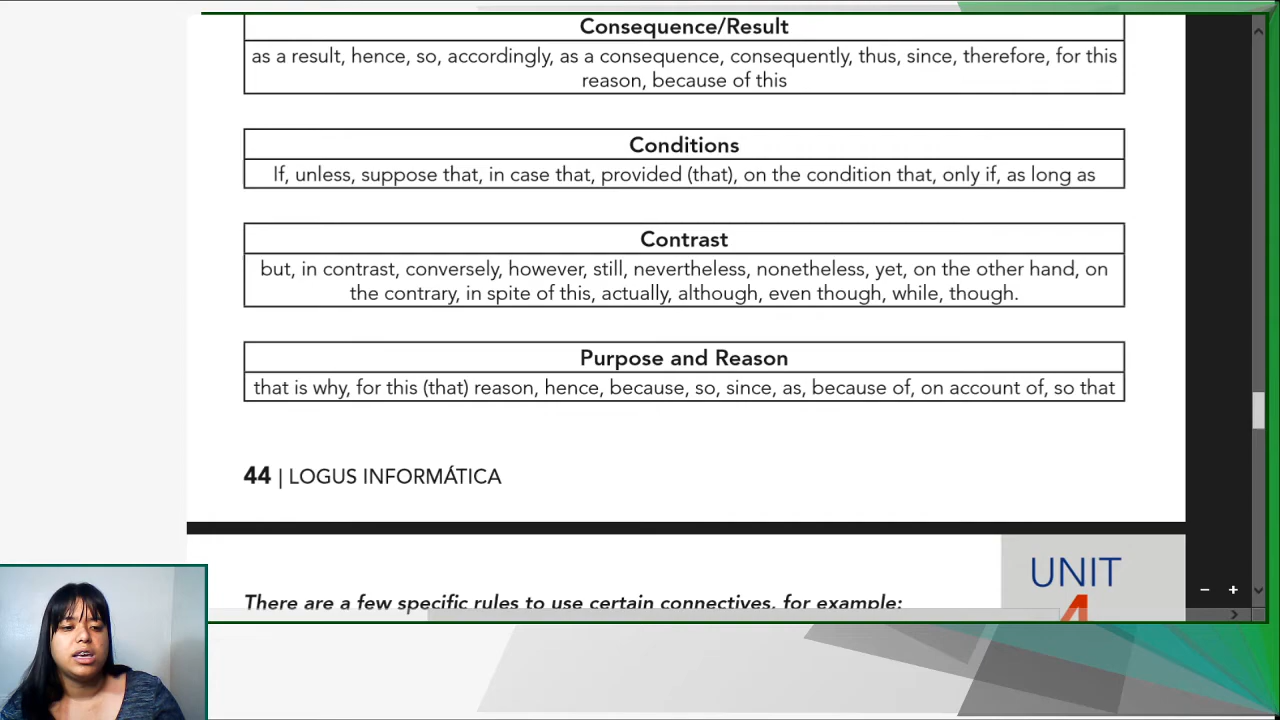 Consequence/Result
as a result, hence, so, accordingly, as a consequence, consequently, thus, since, therefore, for this
reason, because of this
Conditions
If, unless, suppose that, in case that, provided (that), on the condition that, only if, as long as
Contrast
but, in contrast, conversely, however, still, nevertheless, nonetheless, yet, on the other hand, on
the contrary, in spite of this, actually, although, even though, while, though.
Purpose and Reason
that is why, for this (that) reason, hence, because, so, since, as, because of, on account of, so that
44 | LOGUS INFORMÁTICA
UNIT
4
There are a few specific rules to use certain connectives, for example: